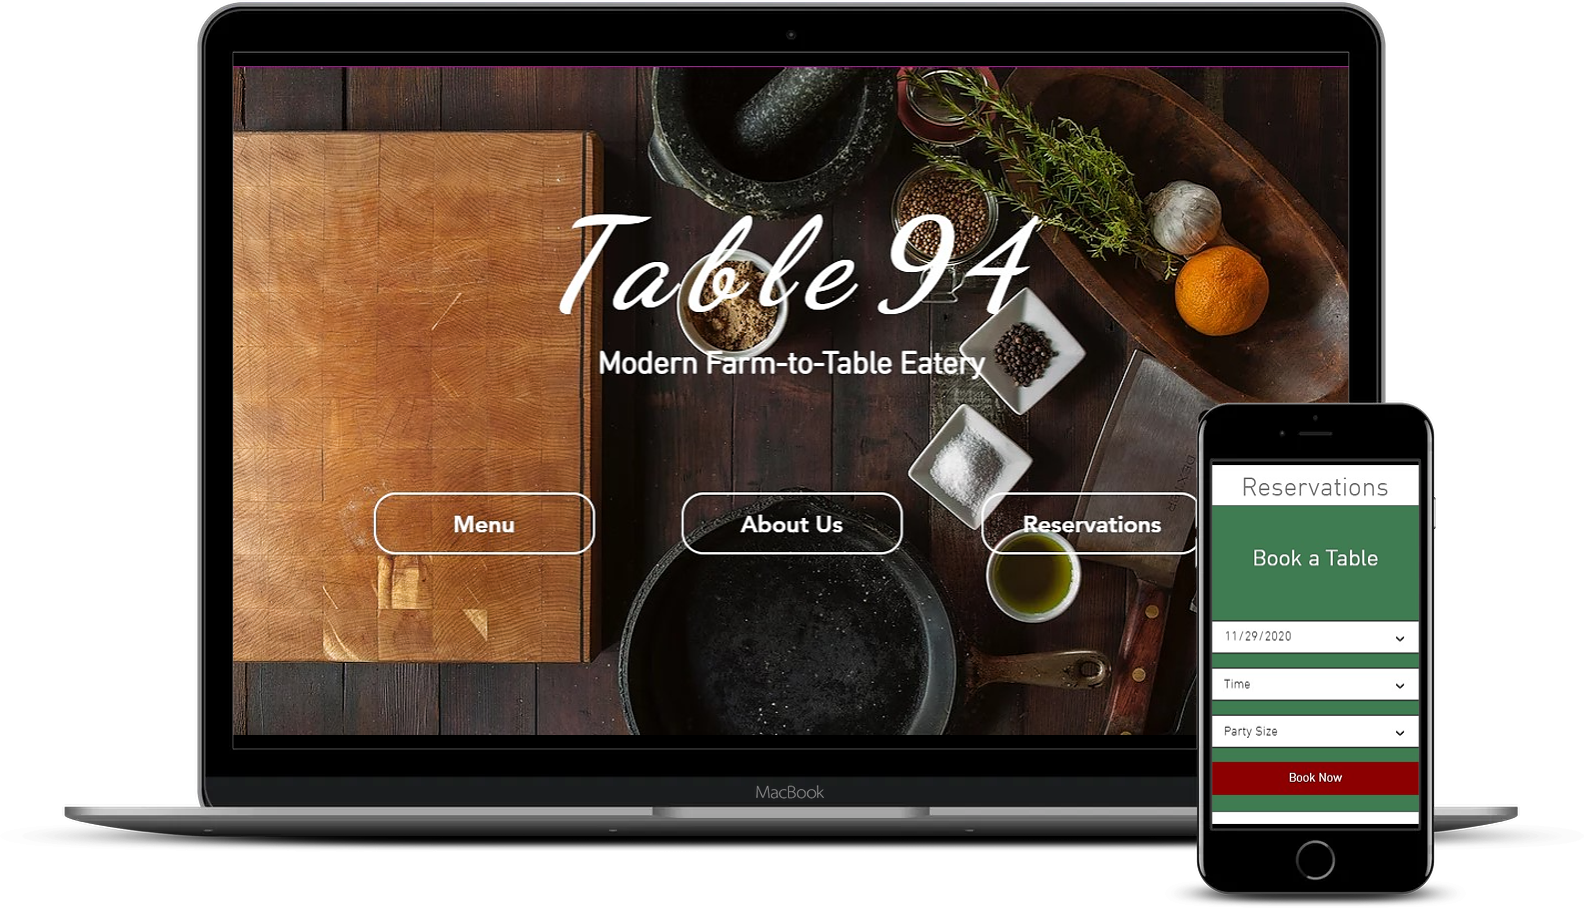 Table 94
Modern Farm-to-Table Eatery
Menu
About Us
Reservations
MacBook
Reservations
Book a Table
11/29/2020
Time
Party Size
Book Now